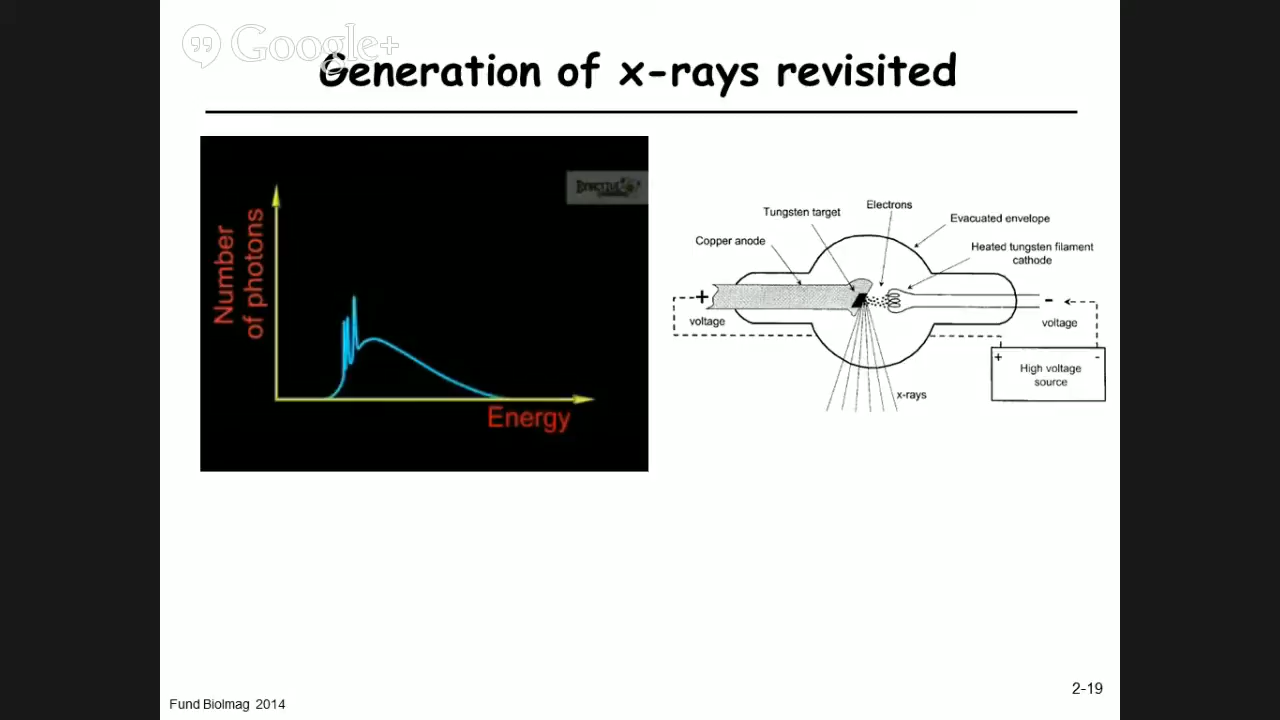 Google+
Generation of x-rays revisited
Number
of photons
Energy
Tungsten target
Electrons
Evacuated envelope
Copper anode
Heated tungsten filament
cathode
+
-
voltage
voltage
+ -
High voltage
source
x-rays
2-19
Fund BioImag 2014